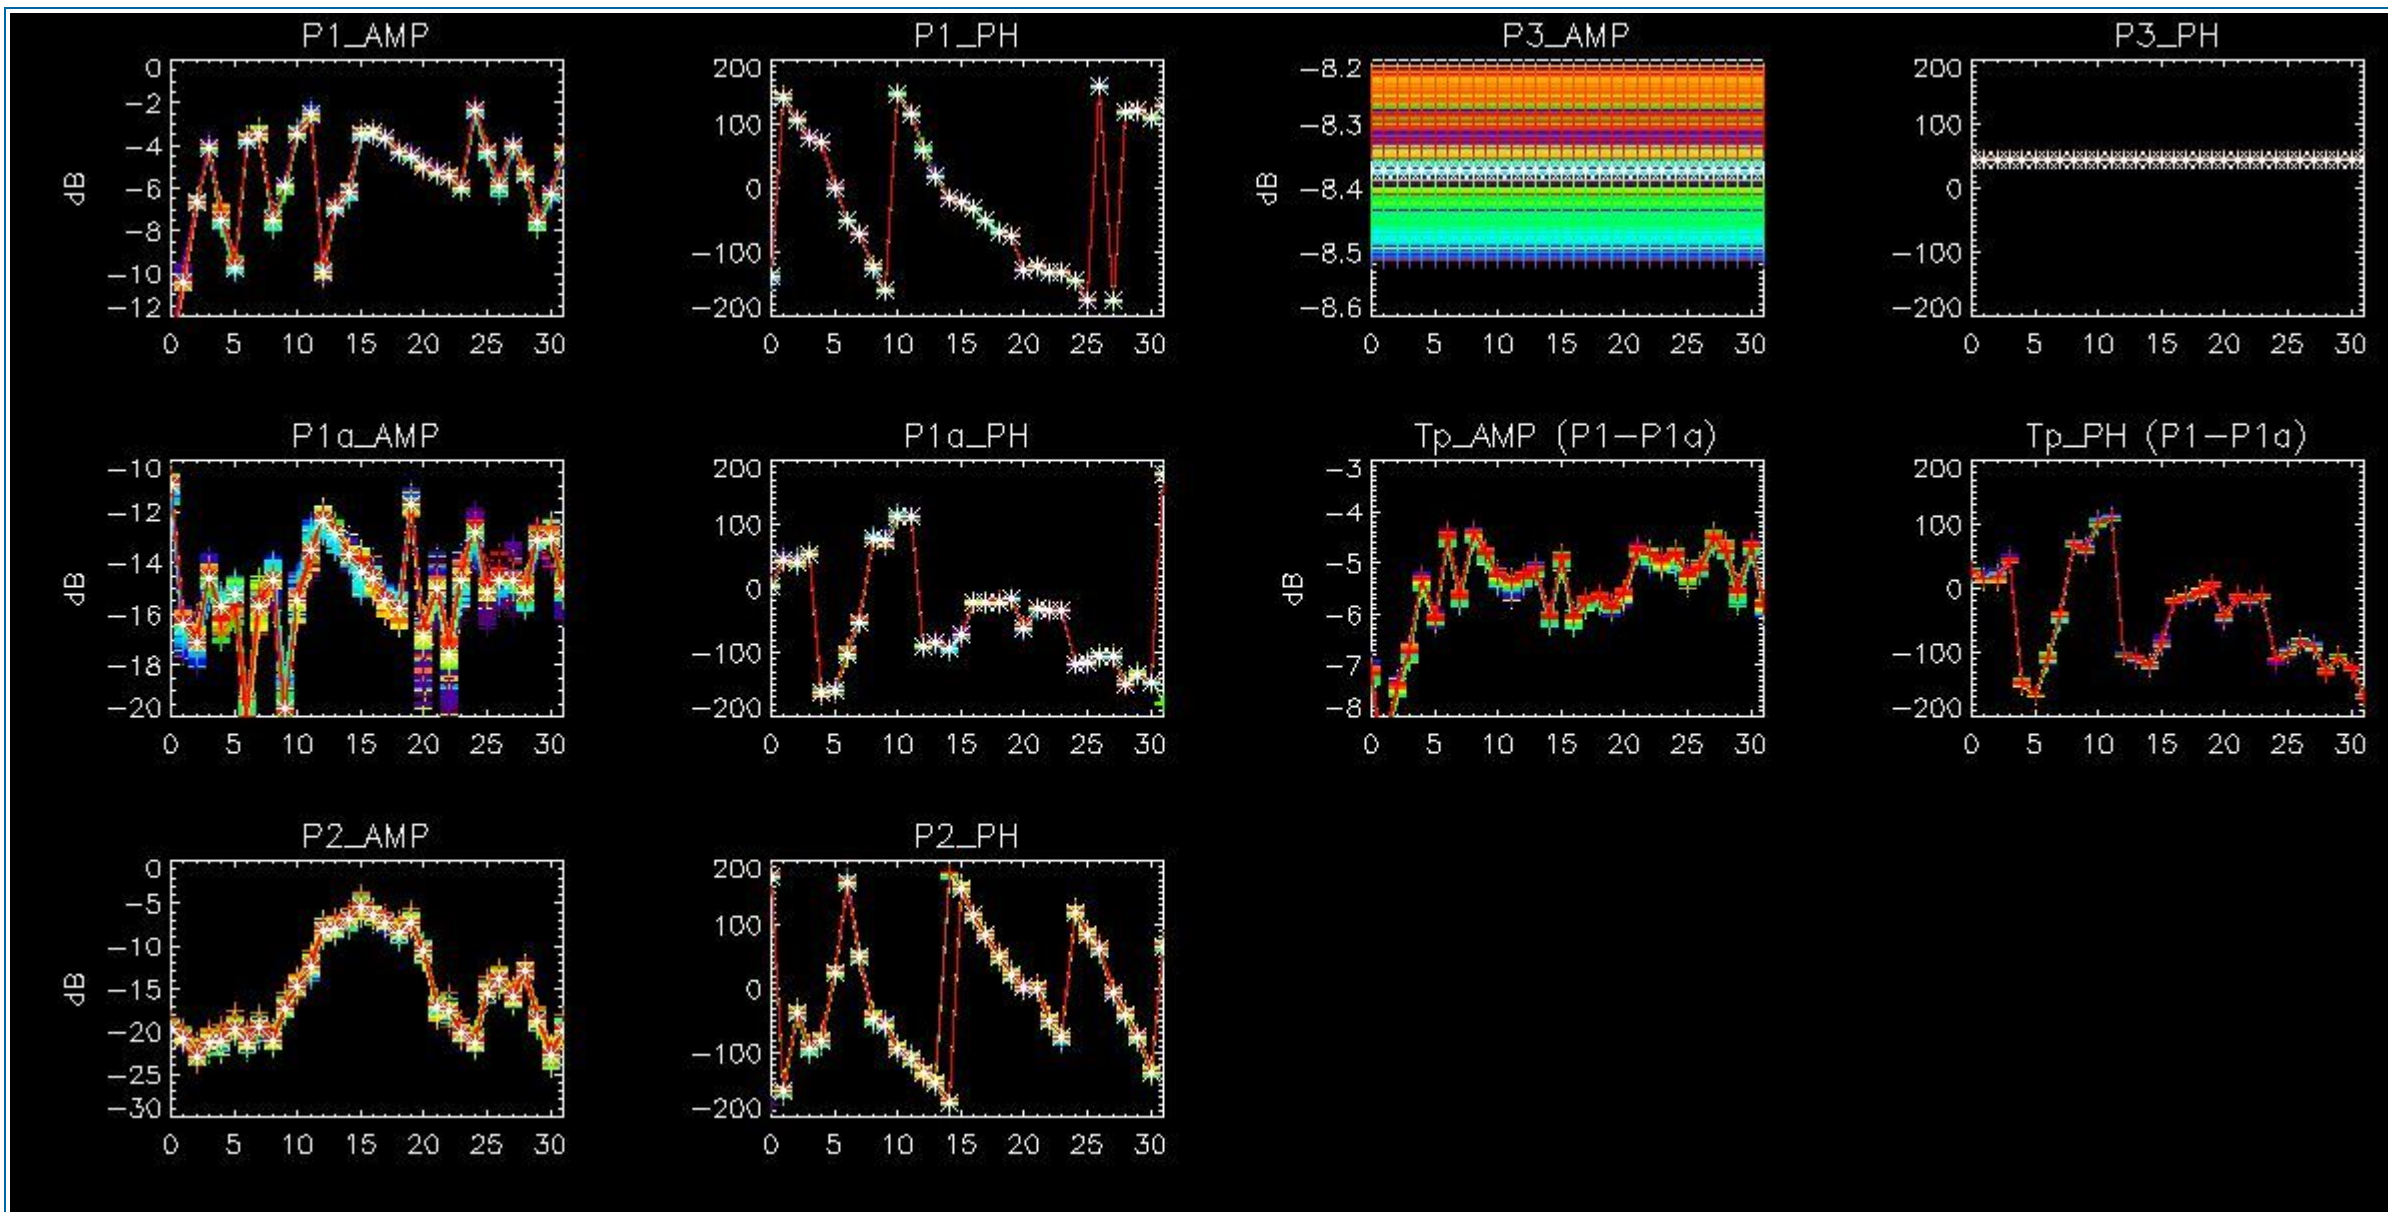 P1_AMP
0
−2
−4
−6
−8
−10
−12
dB
0 5 10 15 20 25 30
P1_PH
200
100
0
−100
−200
0 5 10 15 20 25 30
P3_AMP
−8.2
−8.3
−8.4
−8.5
−8.6
dB
0 5 10 15 20 25 30
P3_PH
200
100
0
−100
−200
0 5 10 15 20 25 30
P1a_AMP
−10
−12
−14
−16
−18
−20
dB
0 5 10 15 20 25 30
P1a_PH
200
100
0
−100
−200
0 5 10 15 20 25 30
Tp_AMP (P1−P1a)
−3
−4
−5
−6
−7
−8
dB
0 5 10 15 20 25 30
Tp_PH (P1−P1a)
200
100
0
−100
−200
0 5 10 15 20 25 30
P2_AMP
0
−5
−10
−15
−20
−25
−30
dB
0 5 10 15 20 25 30
P2_PH
200
100
0
−100
−200
0 5 10 15 20 25 30